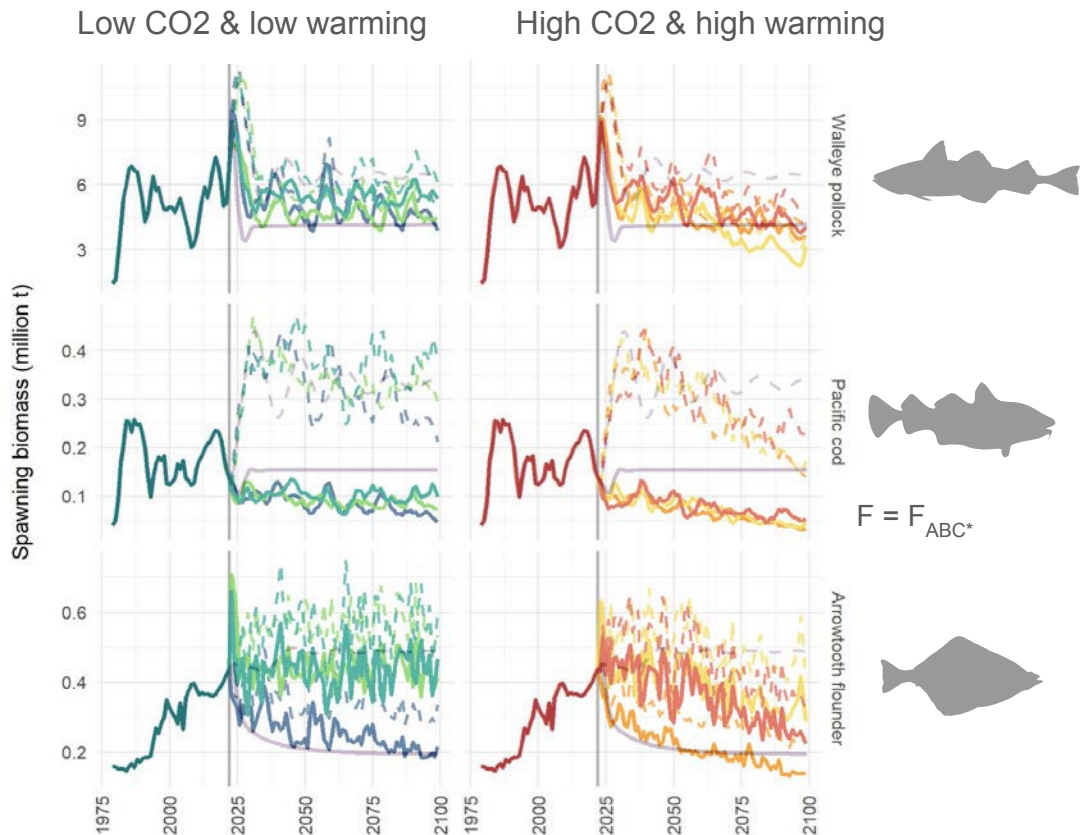 Low CO2 & low warming
High CO2 & high warming
Spawning biomass (million t)
9
6
3
Walleye pollock
0.4
0.3
0.2
0.1
Pacific cod
F = F_ABC*
0.6
0.4
0.2
Arrowtooth flounder
1975 2000 2025 2050 2075 2100
1975 2000 2025 2050 2075 2100